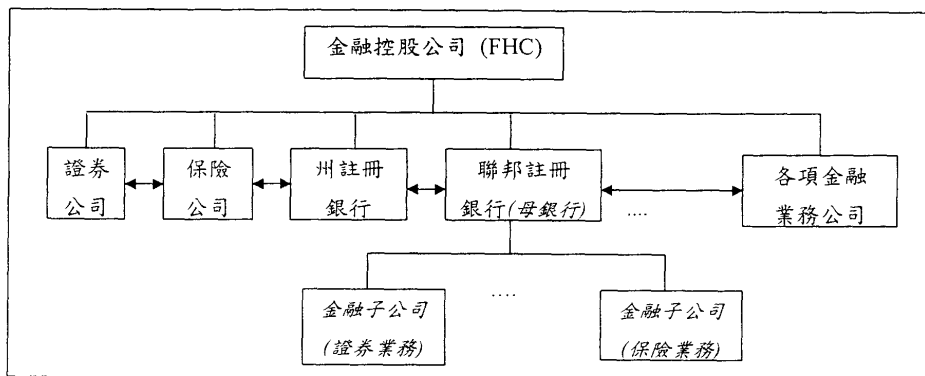 金融控股公司 (FHC)
證券
公司
保險
公司
州註冊
銀行
聯邦註冊
銀行(母銀行)
....
各項金融
業務公司
金融子公司
(證券業務)
....
金融子公司
(保險業務)